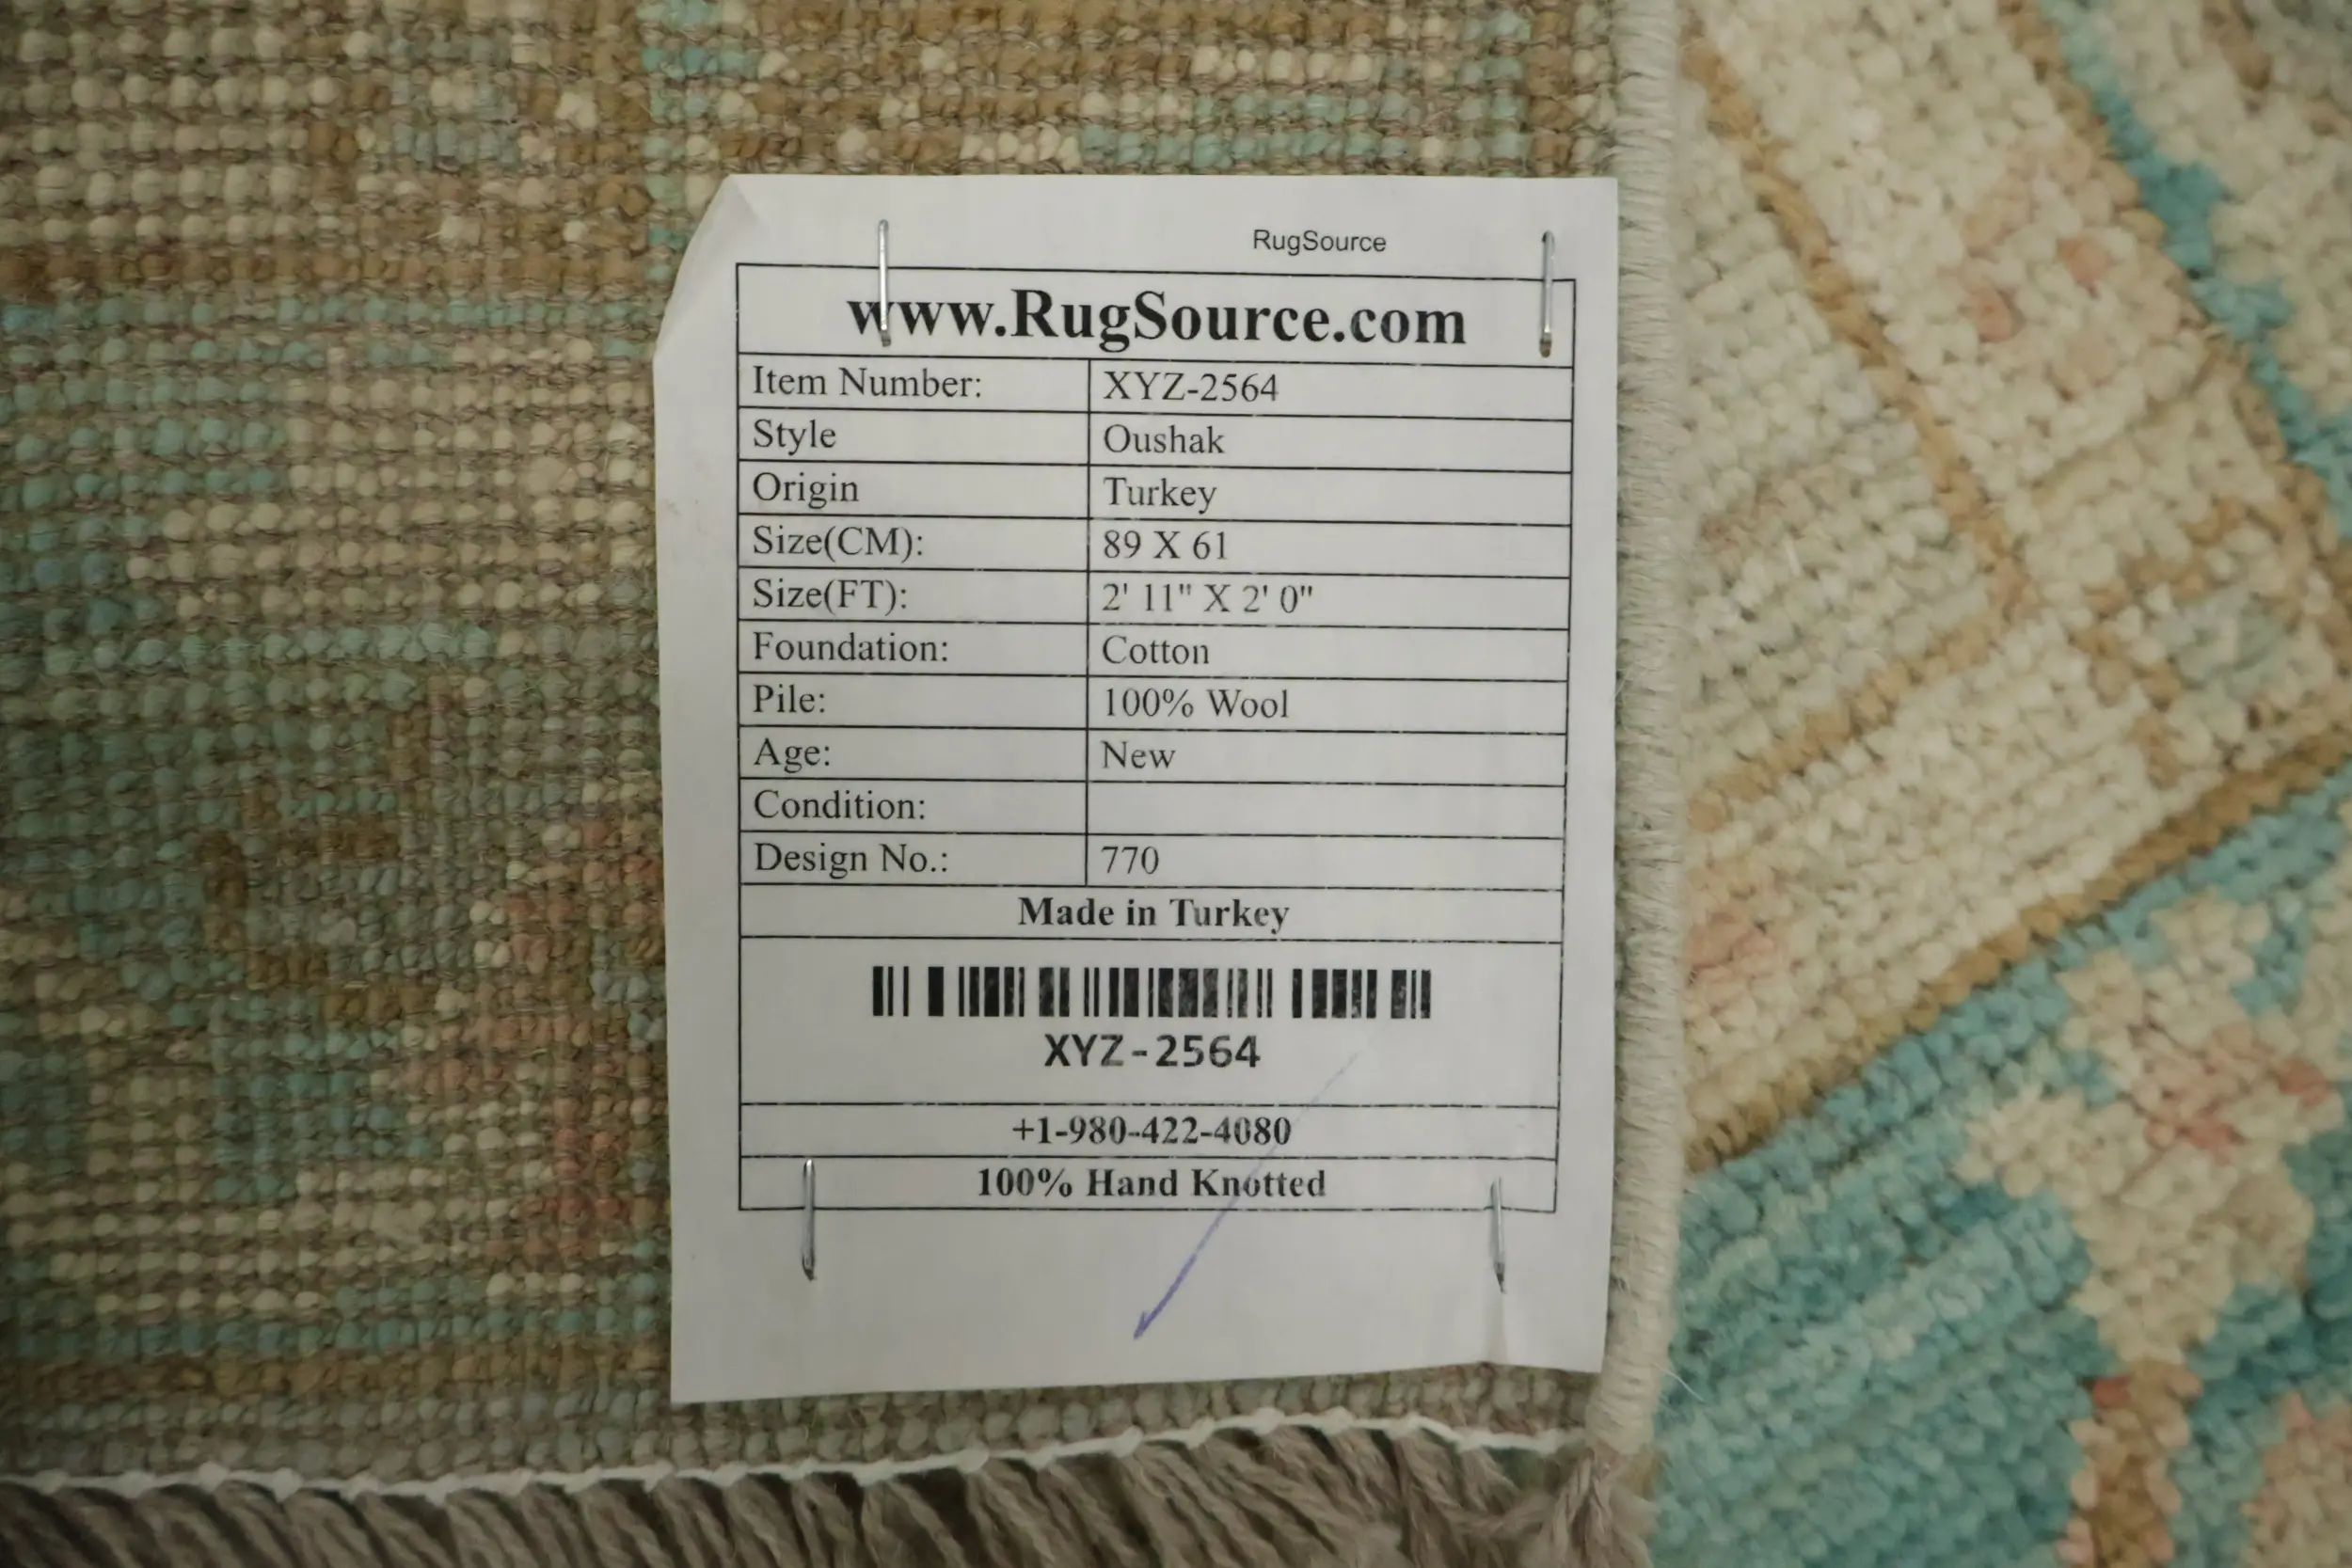 RugSource
www.RugSource.com
Item Number: XYZ-2564
Style Oushak
Origin Turkey
Size(CM): 89 X 61
Size(FT): 2' 11" X 2' 0"
Foundation: Cotton
Pile: 100% Wool
Age: New
Condition:
Design No.: 770
Made in Turkey
XYZ-2564
+1-980-422-4080
100% Hand Knotted